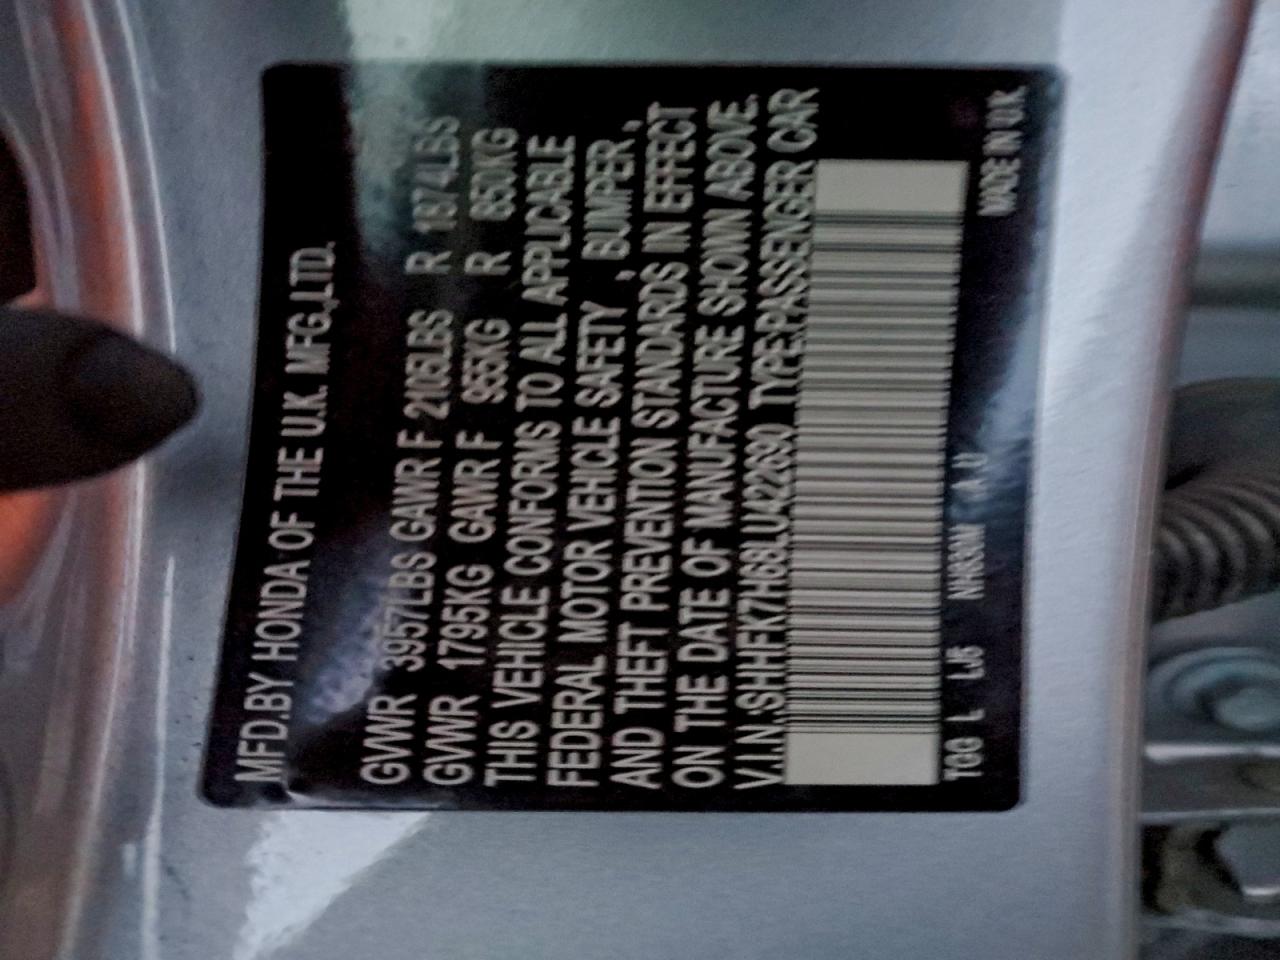 MFD.BY HONDA OF THE U.K. MFG.,LTD.
GVWR 3957LBS GAWR F 2105LBS R 1874LBS
GVWR 1795KG GAWR F 955KG R 850KG
THIS VEHICLE CONFORMS TO ALL APPLICABLE
FEDERAL MOTOR VEHICLE SAFETY , BUMPER ,
AND THEFT PREVENTION STANDARDS IN EFFECT
ON THE DATE OF MANUFACTURE SHOWN ABOVE.
V.I.N.:SHHFK7H68LU422690 TYPE:PASSENGER CAR
TGG L LJ5 NH830M A.U MADE IN U.K.